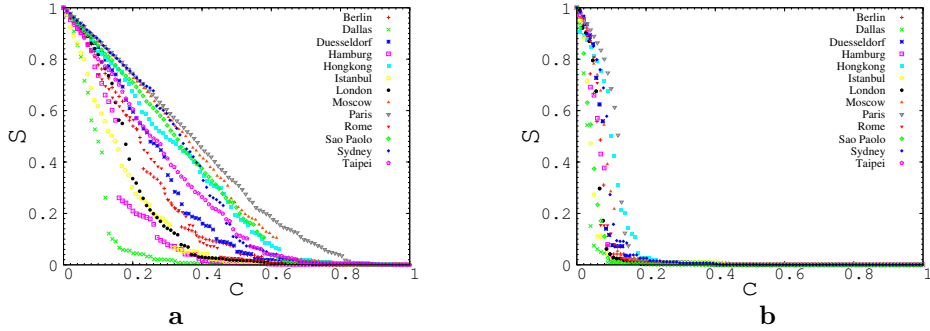 1
0.8
0.6
0.4
0.2
0
S
0 0.2 0.4 0.6 0.8 1
c
Berlin
Dallas
Duesseldorf
Hamburg
Hongkong
Istanbul
London
Moscow
Paris
Rome
Sao Paolo
Sydney
Taipei
a
1
0.8
0.6
0.4
0.2
0
S
0 0.2 0.4 0.6 0.8 1
c
Berlin
Dallas
Duesseldorf
Hamburg
Hongkong
Istanbul
London
Moscow
Paris
Rome
Sao Paolo
Sydney
Taipei
b